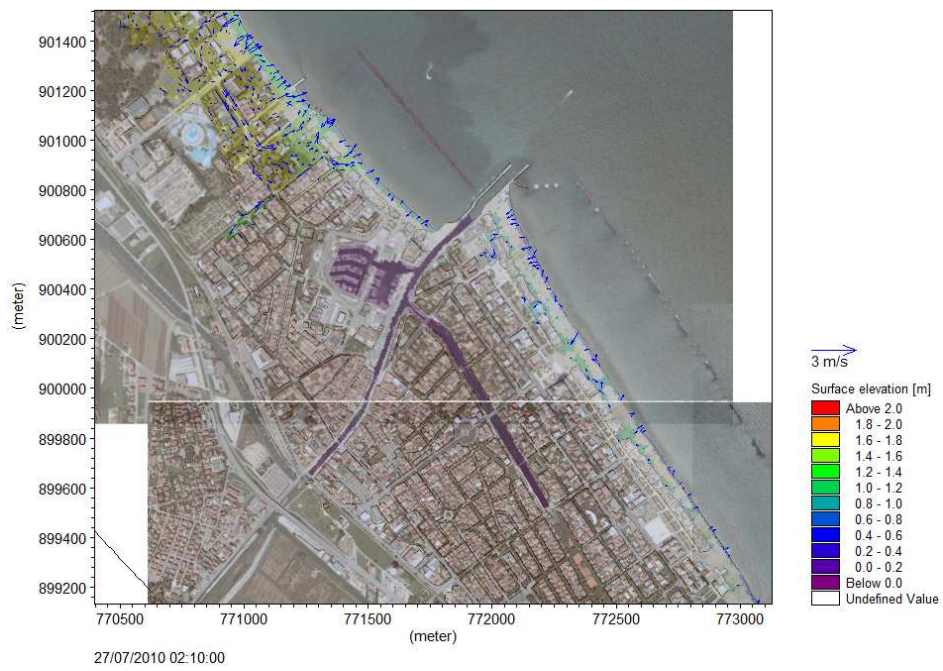 901400
901200
901000
900800
900600
900400
900200
900000
899800
899600
899400
899200
(meter)
770500 771000 771500 772000 772500 773000
(meter)
27/07/2010 02:10:00
3 m/s
Surface elevation [m]
Above 2.0
1.8 - 2.0
1.6 - 1.8
1.4 - 1.6
1.2 - 1.4
1.0 - 1.2
0.8 - 1.0
0.6 - 0.8
0.4 - 0.6
0.2 - 0.4
0.0 - 0.2
Below 0.0
Undefined Value